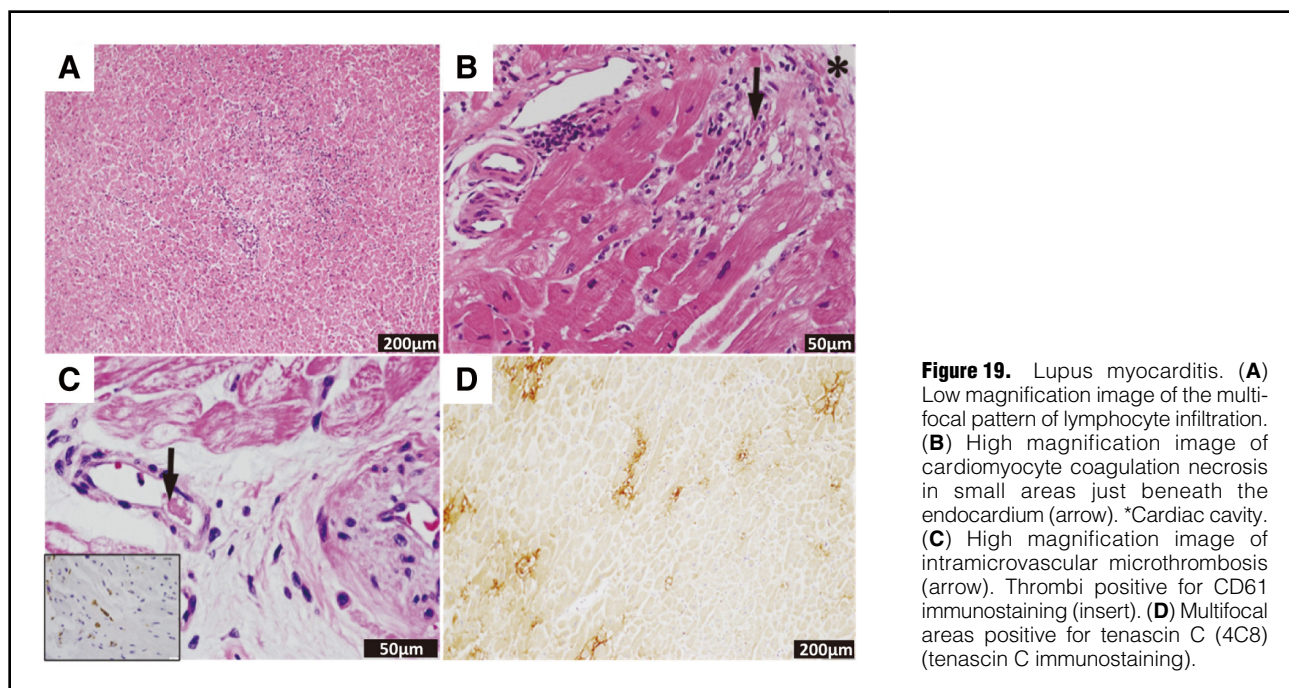 A
200μm
B
*
50μm
C
50μm
D
200μm
Figure 19. Lupus myocarditis. (A)
Low magnification image of the multi-
focal pattern of lymphocyte infiltration.
(B) High magnification image of
cardiomyocyte coagulation necrosis
in small areas just beneath the
endocardium (arrow). *Cardiac cavity.
(C) High magnification image of
intramicrovascular microthrombosis
(arrow). Thrombi positive for CD61
immunostaining (insert). (D) Multifocal
areas positive for tenascin C (4C8)
(tenascin C immunostaining).